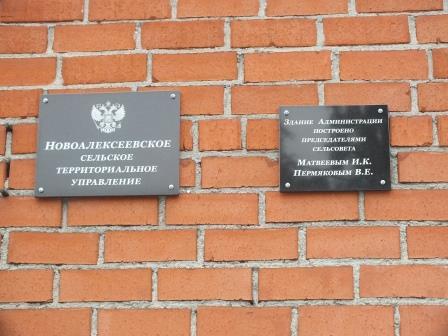 НОВОАЛЕКСЕЕВСКОЕ
СЕЛЬСКОЕ
ТЕРРИТОРИАЛЬНОЕ
УПРАВЛЕНИЕ
ЗДАНИЕ АДМИНИСТРАЦИИ
ПОСТРОЕНО
ПРЕДСЕДАТЕЛЯМИ
СЕЛЬСОВЕТА
МАТВЕЕВЫМ И.К.
ПЕРМЯКОВЫМ В.Е.